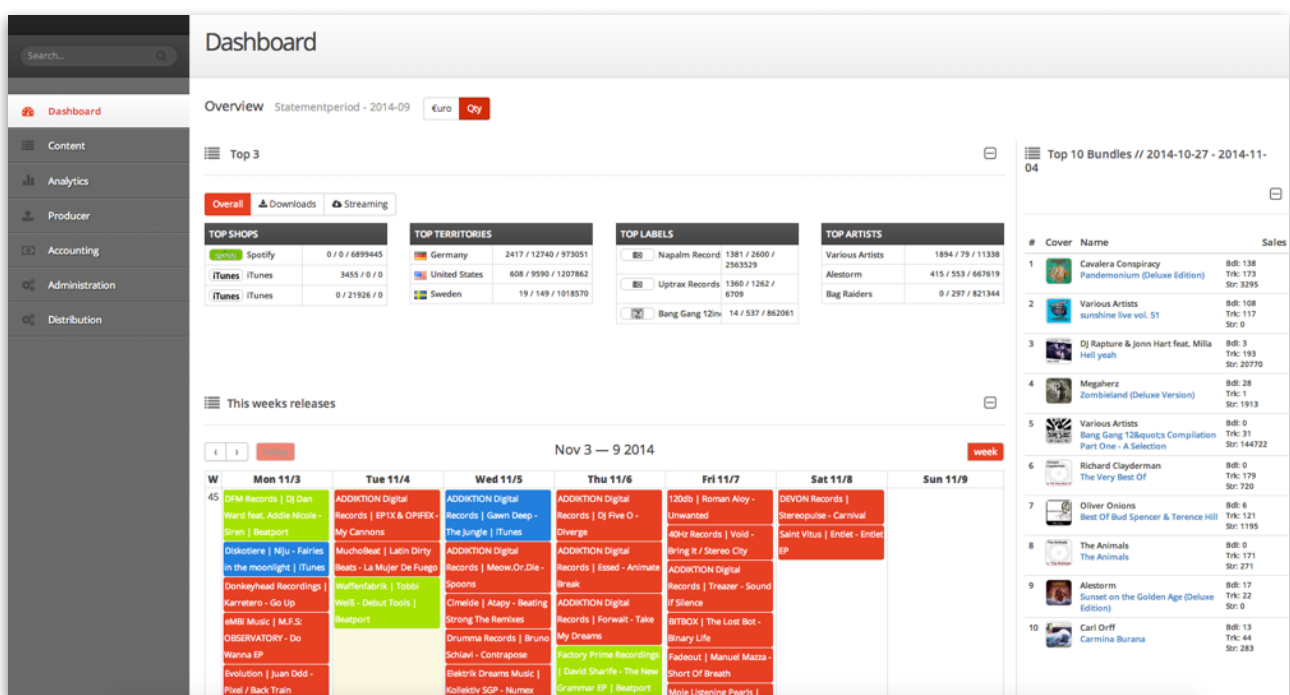 Search...
Dashboard
Content
Analytics
Producer
Accounting
Administration
Distribution
Dashboard
Overview Statementperiod - 2014-09 €uro Qty
Top 3
Overall Downloads Streaming
TOP SHOPS
spotify Spotify 0 / 0 / 6899445
iTunes iTunes 3455 / 0 / 0
iTunes iTunes 0 / 21926 / 0
TOP TERRITORIES
Germany 2417 / 12740 / 973051
United States 608 / 9590 / 1207862
Sweden 19 / 149 / 1018570
TOP LABELS
Napalm Record 1381 / 2600 /
2563529
Uptrax Records 1360 / 1262 /
6709
Bang Gang 12in 14 / 537 / 862061
TOP ARTISTS
Various Artists 1894 / 79 / 11338
Alestorm 415 / 553 / 667619
Bag Raiders 0 / 297 / 821344
This weeks releases
today
Nov 3 — 9 2014
week
W Mon 11/3 Tue 11/4 Wed 11/5 Thu 11/6 Fri 11/7 Sat 11/8 Sun 11/9
45
DFM Records | DJ Dan
Ward feat. Addie Nicole -
Siren | Beatport
Diskotiere | Niju - Fairies
in the moonlight | iTunes
Donkeyhead Recordings |
Karretero - Go Up
eMBi Music | M.F.S:
OBSERVATORY - Do
Wanna EP
Evolution | Juan Ddd -
Pixel / Back Train
ADDIKTION Digital
Records | EP1X & OPIFEX -
My Cannons
MuchoBeat | Latin Dirty
Beats - La Mujer De Fuego
Waffenfabrik | Tobbi
Weiß - Debut Tools |
Beatport
ADDIKTION Digital
Records | Gawn Deep -
The Jungle | iTunes
ADDIKTION Digital
Records | Meow.Or.Die -
Spoons
Cimelde | Atapy - Beating
Strong The Remixes
Drumma Records | Bruno
Schiavi - Contrapose
Elektrik Dreams Music |
Kollektiv SGP - Numex
ADDIKTION Digital
Records | DJ Five O -
Diverge
ADDIKTION Digital
Records | Essed - Animate
Break
ADDIKTION Digital
Records | Forwait - Take
My Dreams
Factory Prime Recordings
| David Sharife - The New
Grammar EP | Beatport
120db | Roman Aloy -
Unwanted
40Hz Records | Void -
Bring It / Stereo City
ADDIKTION Digital
Records | Treazer - Sound
if Silence
BITBOX | The Lost Bot -
Binary Life
Fadeout | Manuel Mazza -
Short Of Breath
Mole Listening Pearls |
DEVON Records |
Stereopulse - Carnival
Saint Vitus | Entlet - Entlet
EP
Top 10 Bundles // 2014-10-27 - 2014-11-
04
# Cover Name Sales
1 Cavalera Conspiracy
Pandemonium (Deluxe Edition)
Bdl: 138
Trk: 173
Str: 3295
2 Various Artists
sunshine live vol. 51
Bdl: 108
Trk: 117
Str: 0
3 DJ Rapture & Jonn Hart feat. Milla
Hell yeah
Bdl: 3
Trk: 193
Str: 20770
4 Megaherz
Zombieland (Deluxe Version)
Bdl: 28
Trk: 1
Str: 1913
5 Various Artists
Bang Gang 12&quot;s Compilation
Part One - A Selection
Bdl: 0
Trk: 31
Str: 144722
6 Richard Clayderman
The Very Best Of
Bdl: 0
Trk: 179
Str: 720
7 Oliver Onions
Best Of Bud Spencer & Terence Hill
Bdl: 6
Trk: 121
Str: 1195
8 The Animals
The Animals
Bdl: 0
Trk: 171
Str: 271
9 Alestorm
Sunset on the Golden Age (Deluxe
Edition)
Bdl: 17
Trk: 22
Str: 0
10 Carl Orff
Carmina Burana
Bdl: 13
Trk: 44
Str: 283